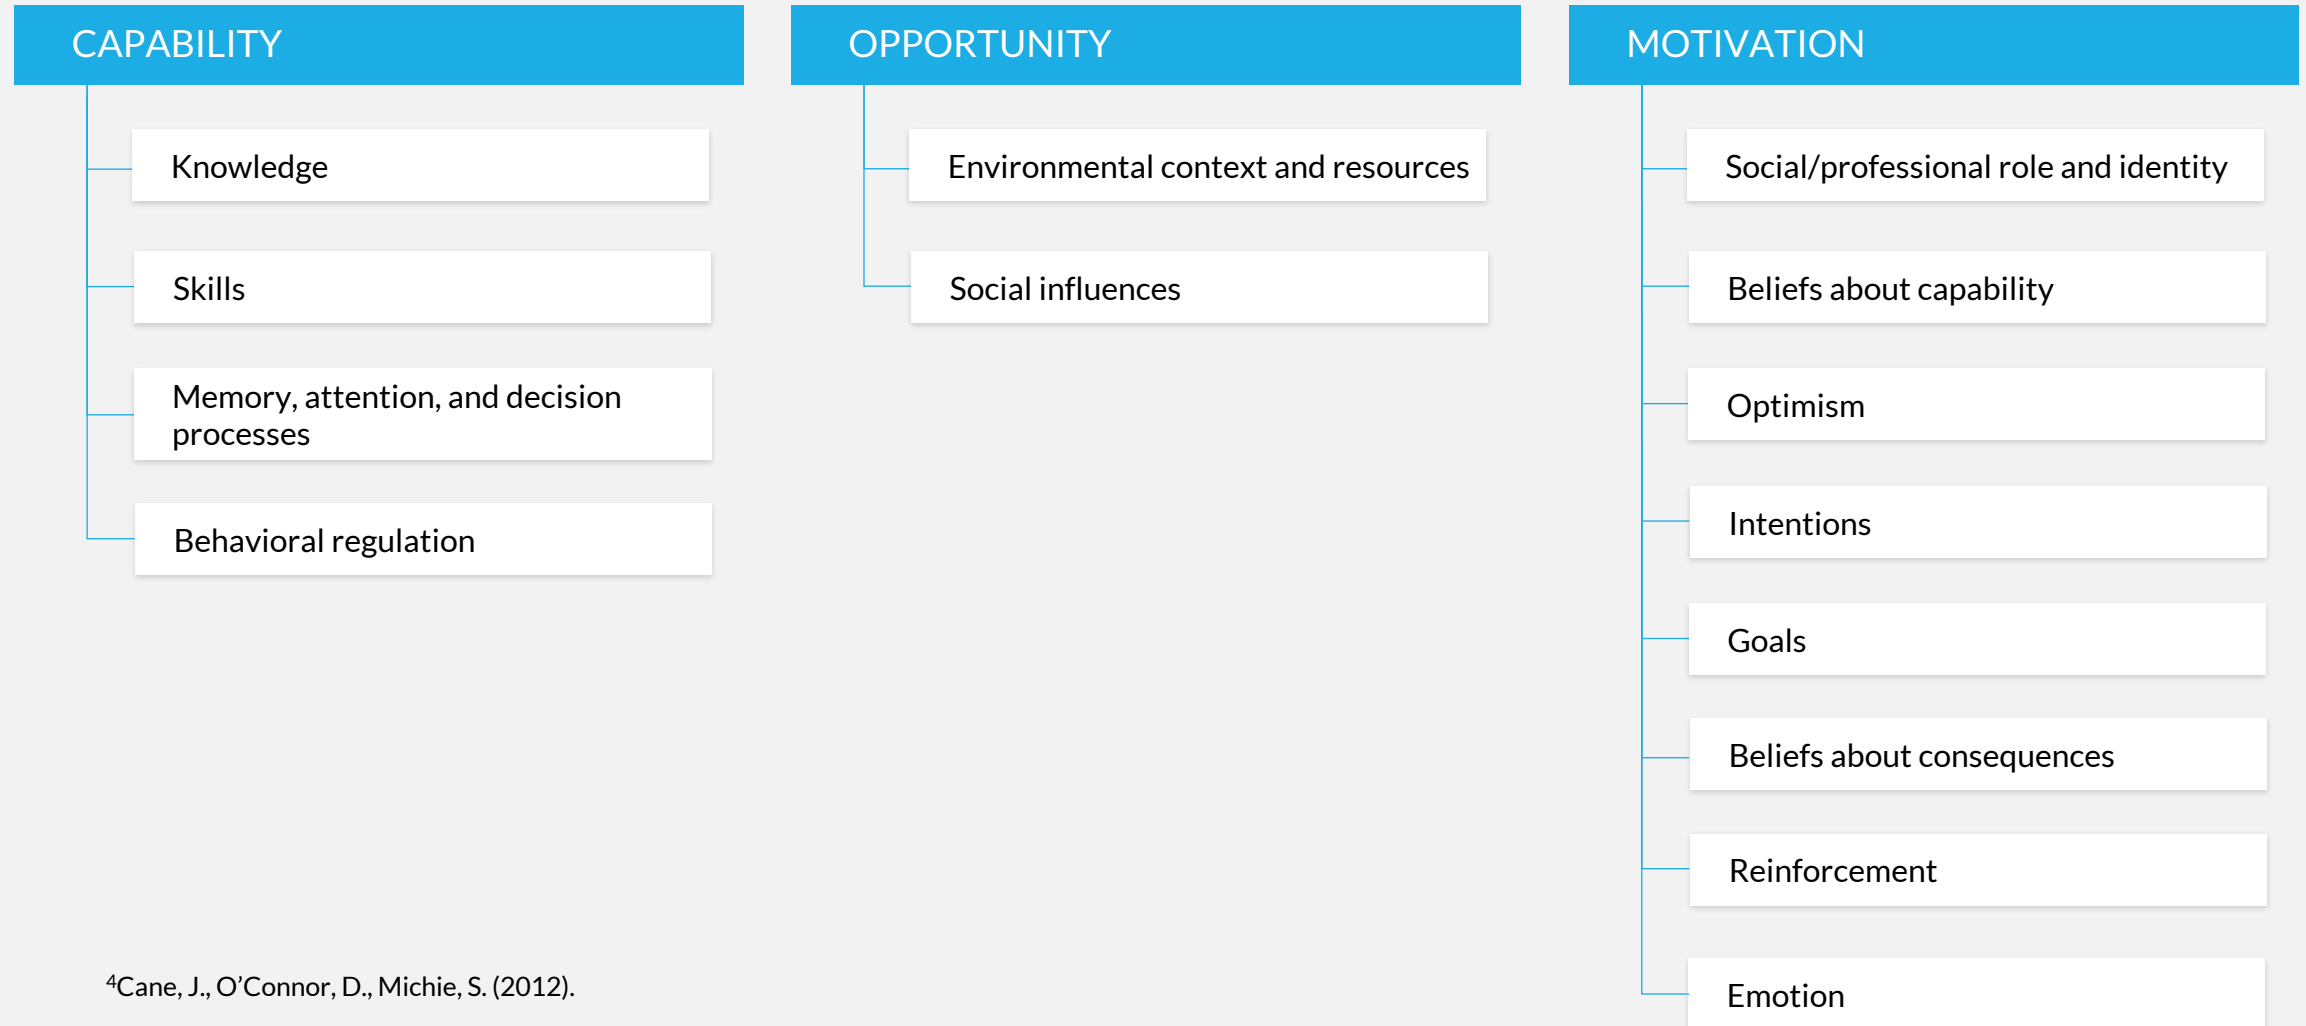 CAPABILITY
Knowledge
Skills
Memory, attention, and decision
processes
Behavioral regulation
OPPORTUNITY
Environmental context and resources
Social influences
MOTIVATION
Social/professional role and identity
Beliefs about capability
Optimism
Intentions
Goals
Beliefs about consequences
Reinforcement
Emotion
⁴Cane, J., O’Connor, D., Michie, S. (2012).